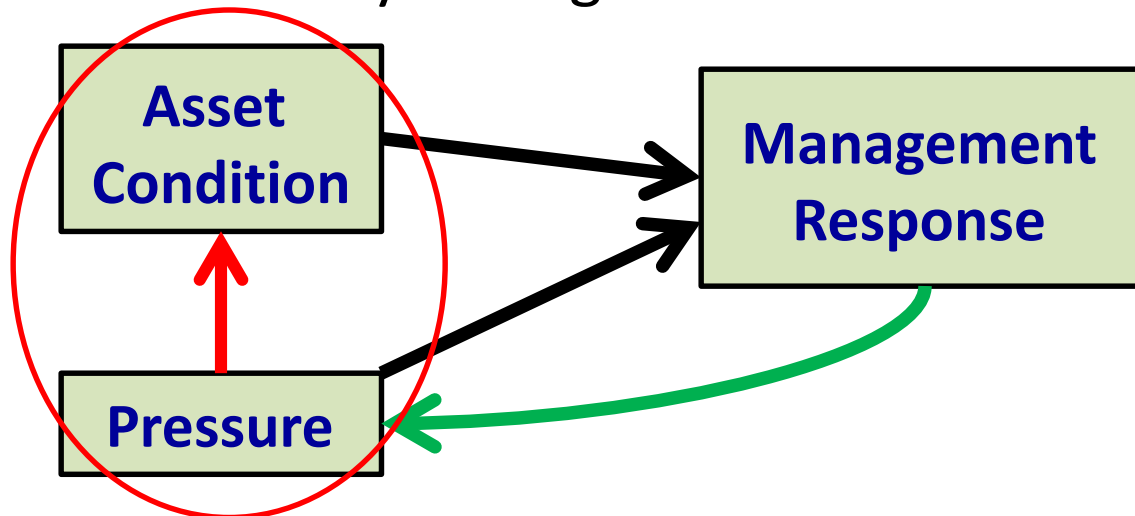 Asset
Condition
Management
Response
Pressure